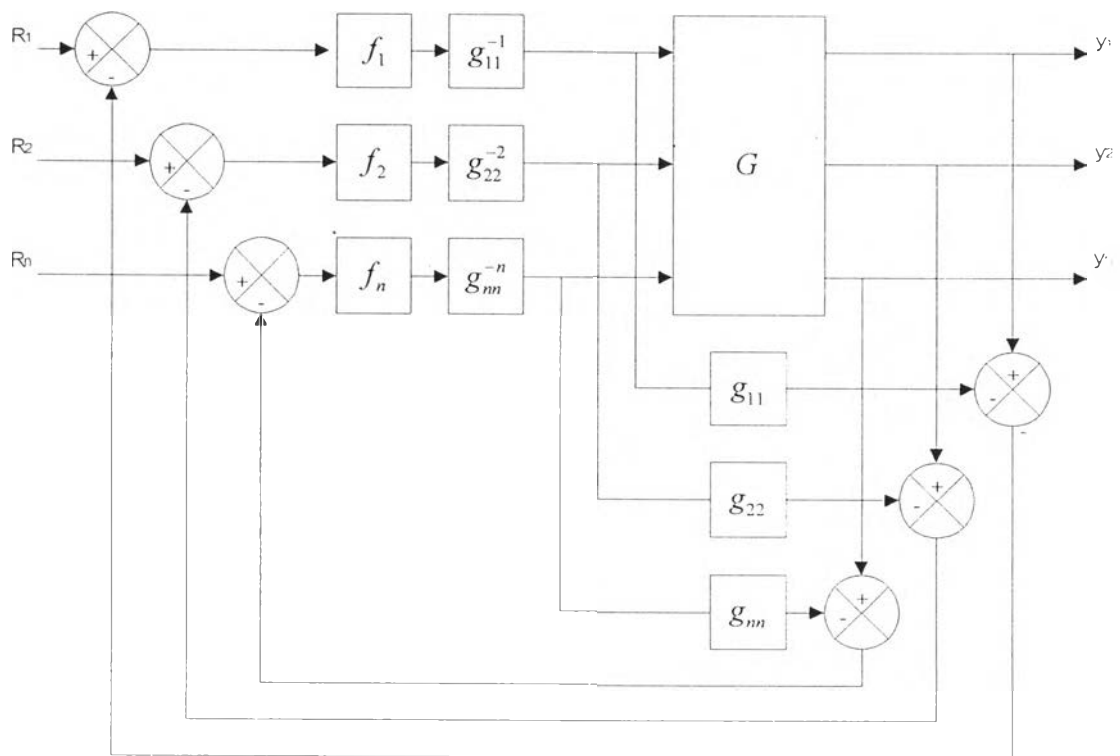 R₁
+
-
f₁
g₁₁⁻¹
y₁
R₂
+
-
f₂
g₂₂⁻²
G
y₂
Rₙ
+
-
fₙ
gₙₙ⁻ⁿ
g₁₁
+
-
-
g₂₂
+
-
gₙₙ
+
-